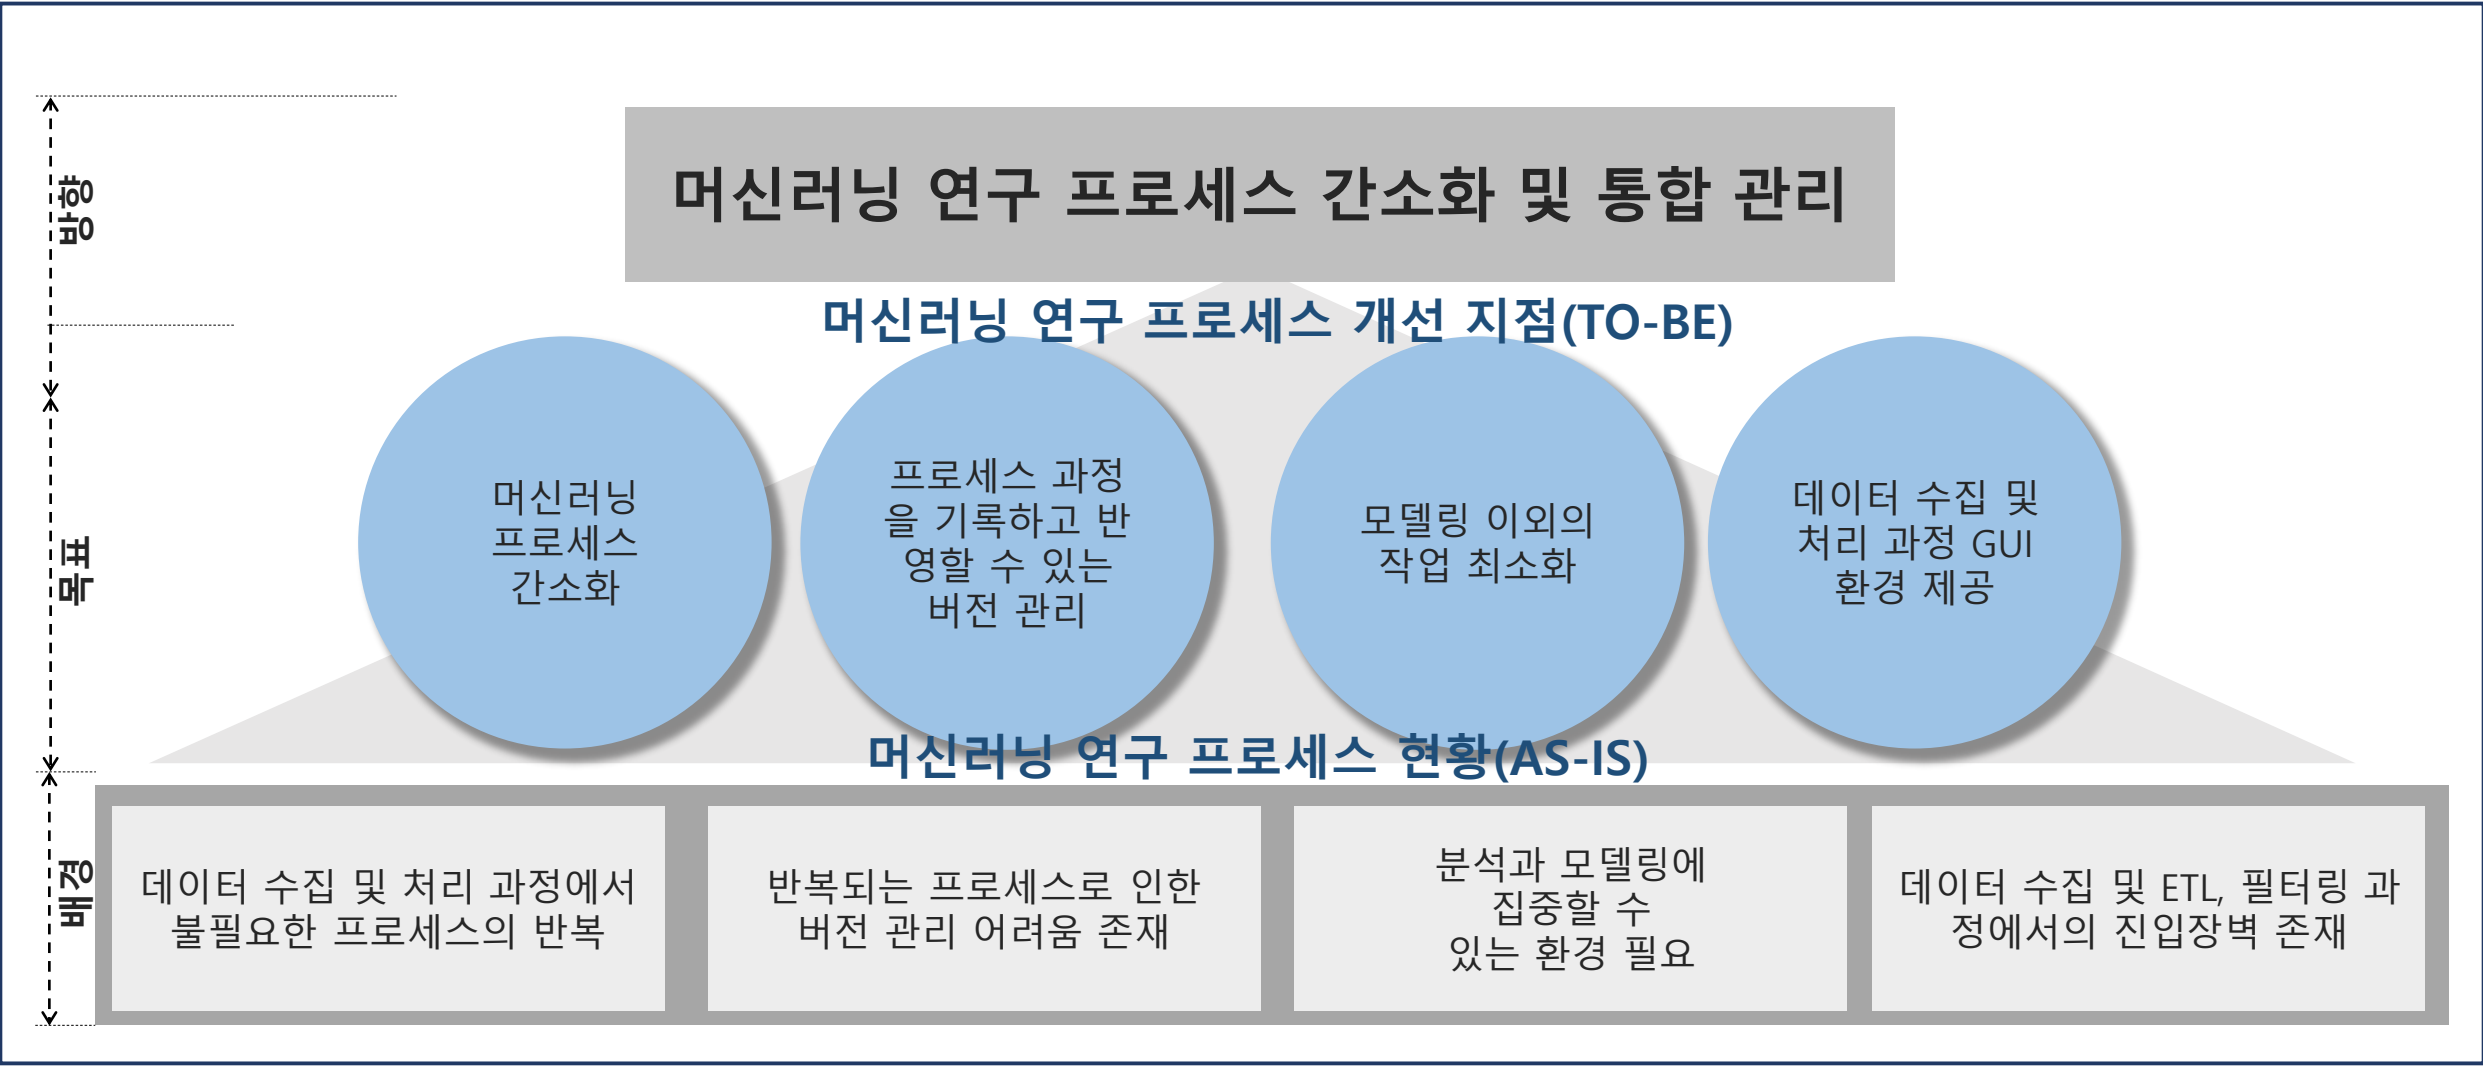 방향
머신러닝 연구 프로세스 간소화 및 통합 관리
머신러닝 연구 프로세스 개선 지점(TO-BE)
목표
머신러닝
프로세스
간소화
프로세스 과정
을 기록하고 반
영할 수 있는
버전 관리
모델링 이외의
작업 최소화
데이터 수집 및
처리 과정 GUI
환경 제공
머신러닝 연구 프로세스 현황(AS-IS)
배경
데이터 수집 및 처리 과정에서
불필요한 프로세스의 반복
반복되는 프로세스로 인한
버전 관리 어려움 존재
분석과 모델링에
집중할 수
있는 환경 필요
데이터 수집 및 ETL, 필터링 과
정에서의 진입장벽 존재